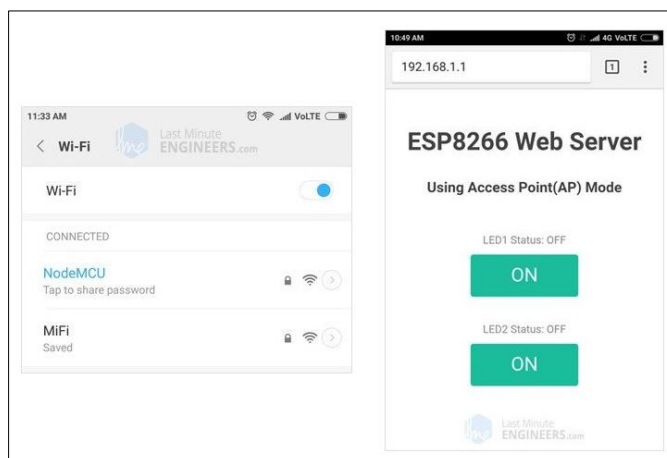 11:33 AM
VoLTE
Wi-Fi
Last Minute
ENGINEERS.com
Wi-Fi
CONNECTED
NodeMCU
Tap to share password
MiFi
Saved
10:49 AM
4G VoLTE
192.168.1.1
1
ESP8266 Web Server
Using Access Point(AP) Mode
LED1 Status: OFF
ON
LED2 Status: OFF
ON
Last Minute
ENGINEERS.com